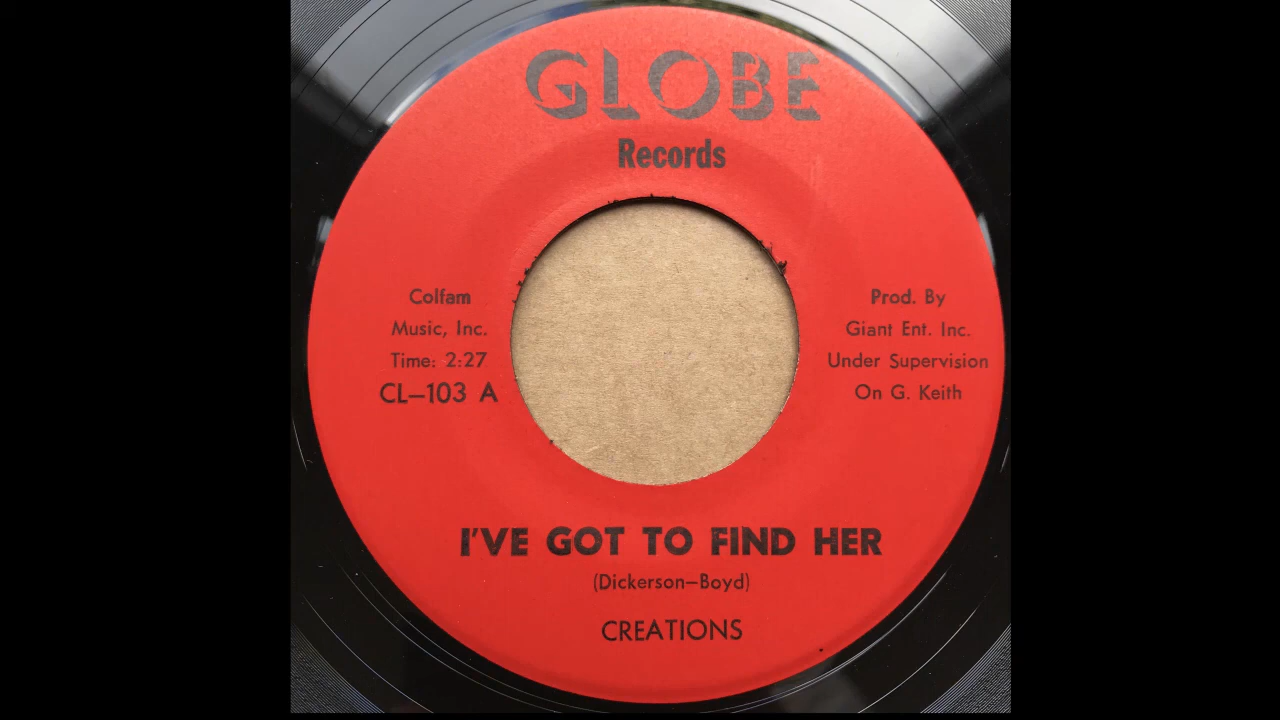 GLOBE
Records
Colfam
Music, Inc.
Time: 2:27
CL-103 A
Prod. By
Giant Ent. Inc.
Under Supervision
On G. Keith
I'VE GOT TO FIND HER
(Dickerson-Boyd)
CREATIONS